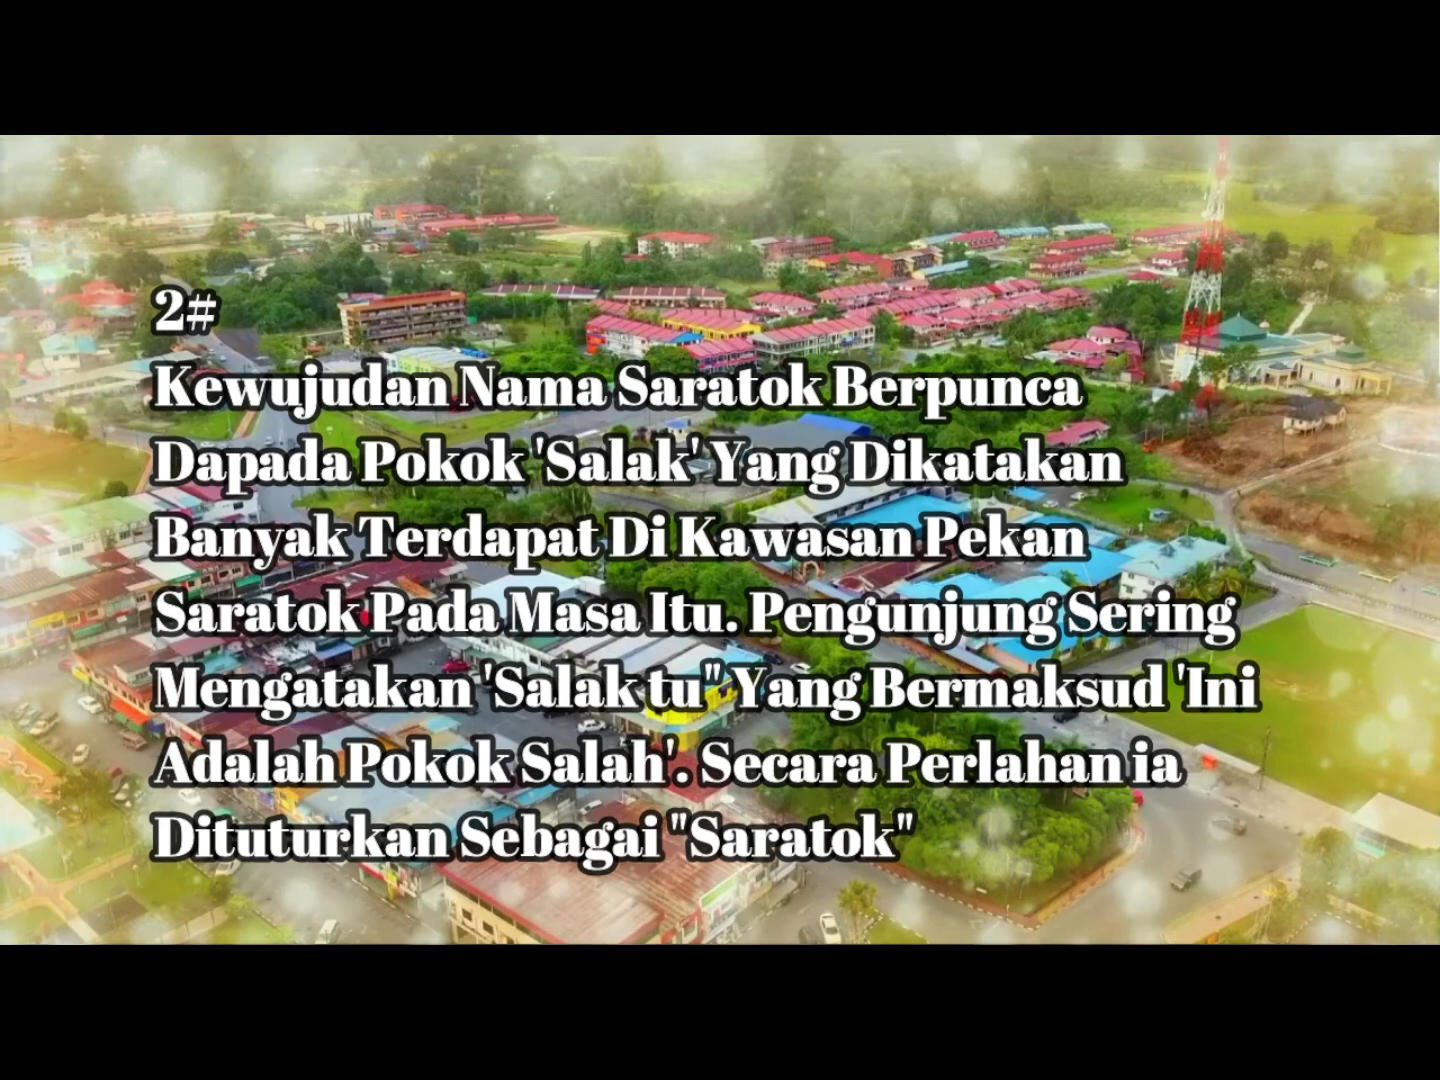 2#
Kewujudan Nama Saratok Berpunca
Dapada Pokok 'Salak' Yang Dikatakan
Banyak Terdapat Di Kawasan Pekan
Saratok Pada Masa Itu. Pengunjung Sering
Mengatakan 'Salak tu" Yang Bermaksud 'Ini
Adalah Pokok Salah'. Secara Perlahan ia
Dituturkan Sebagai "Saratok"